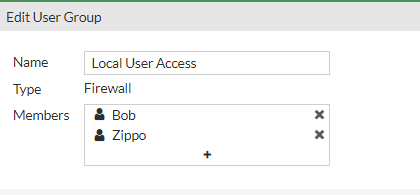 Edit User Group
Name Local User Access
Type Firewall
Members Bob
Zippo